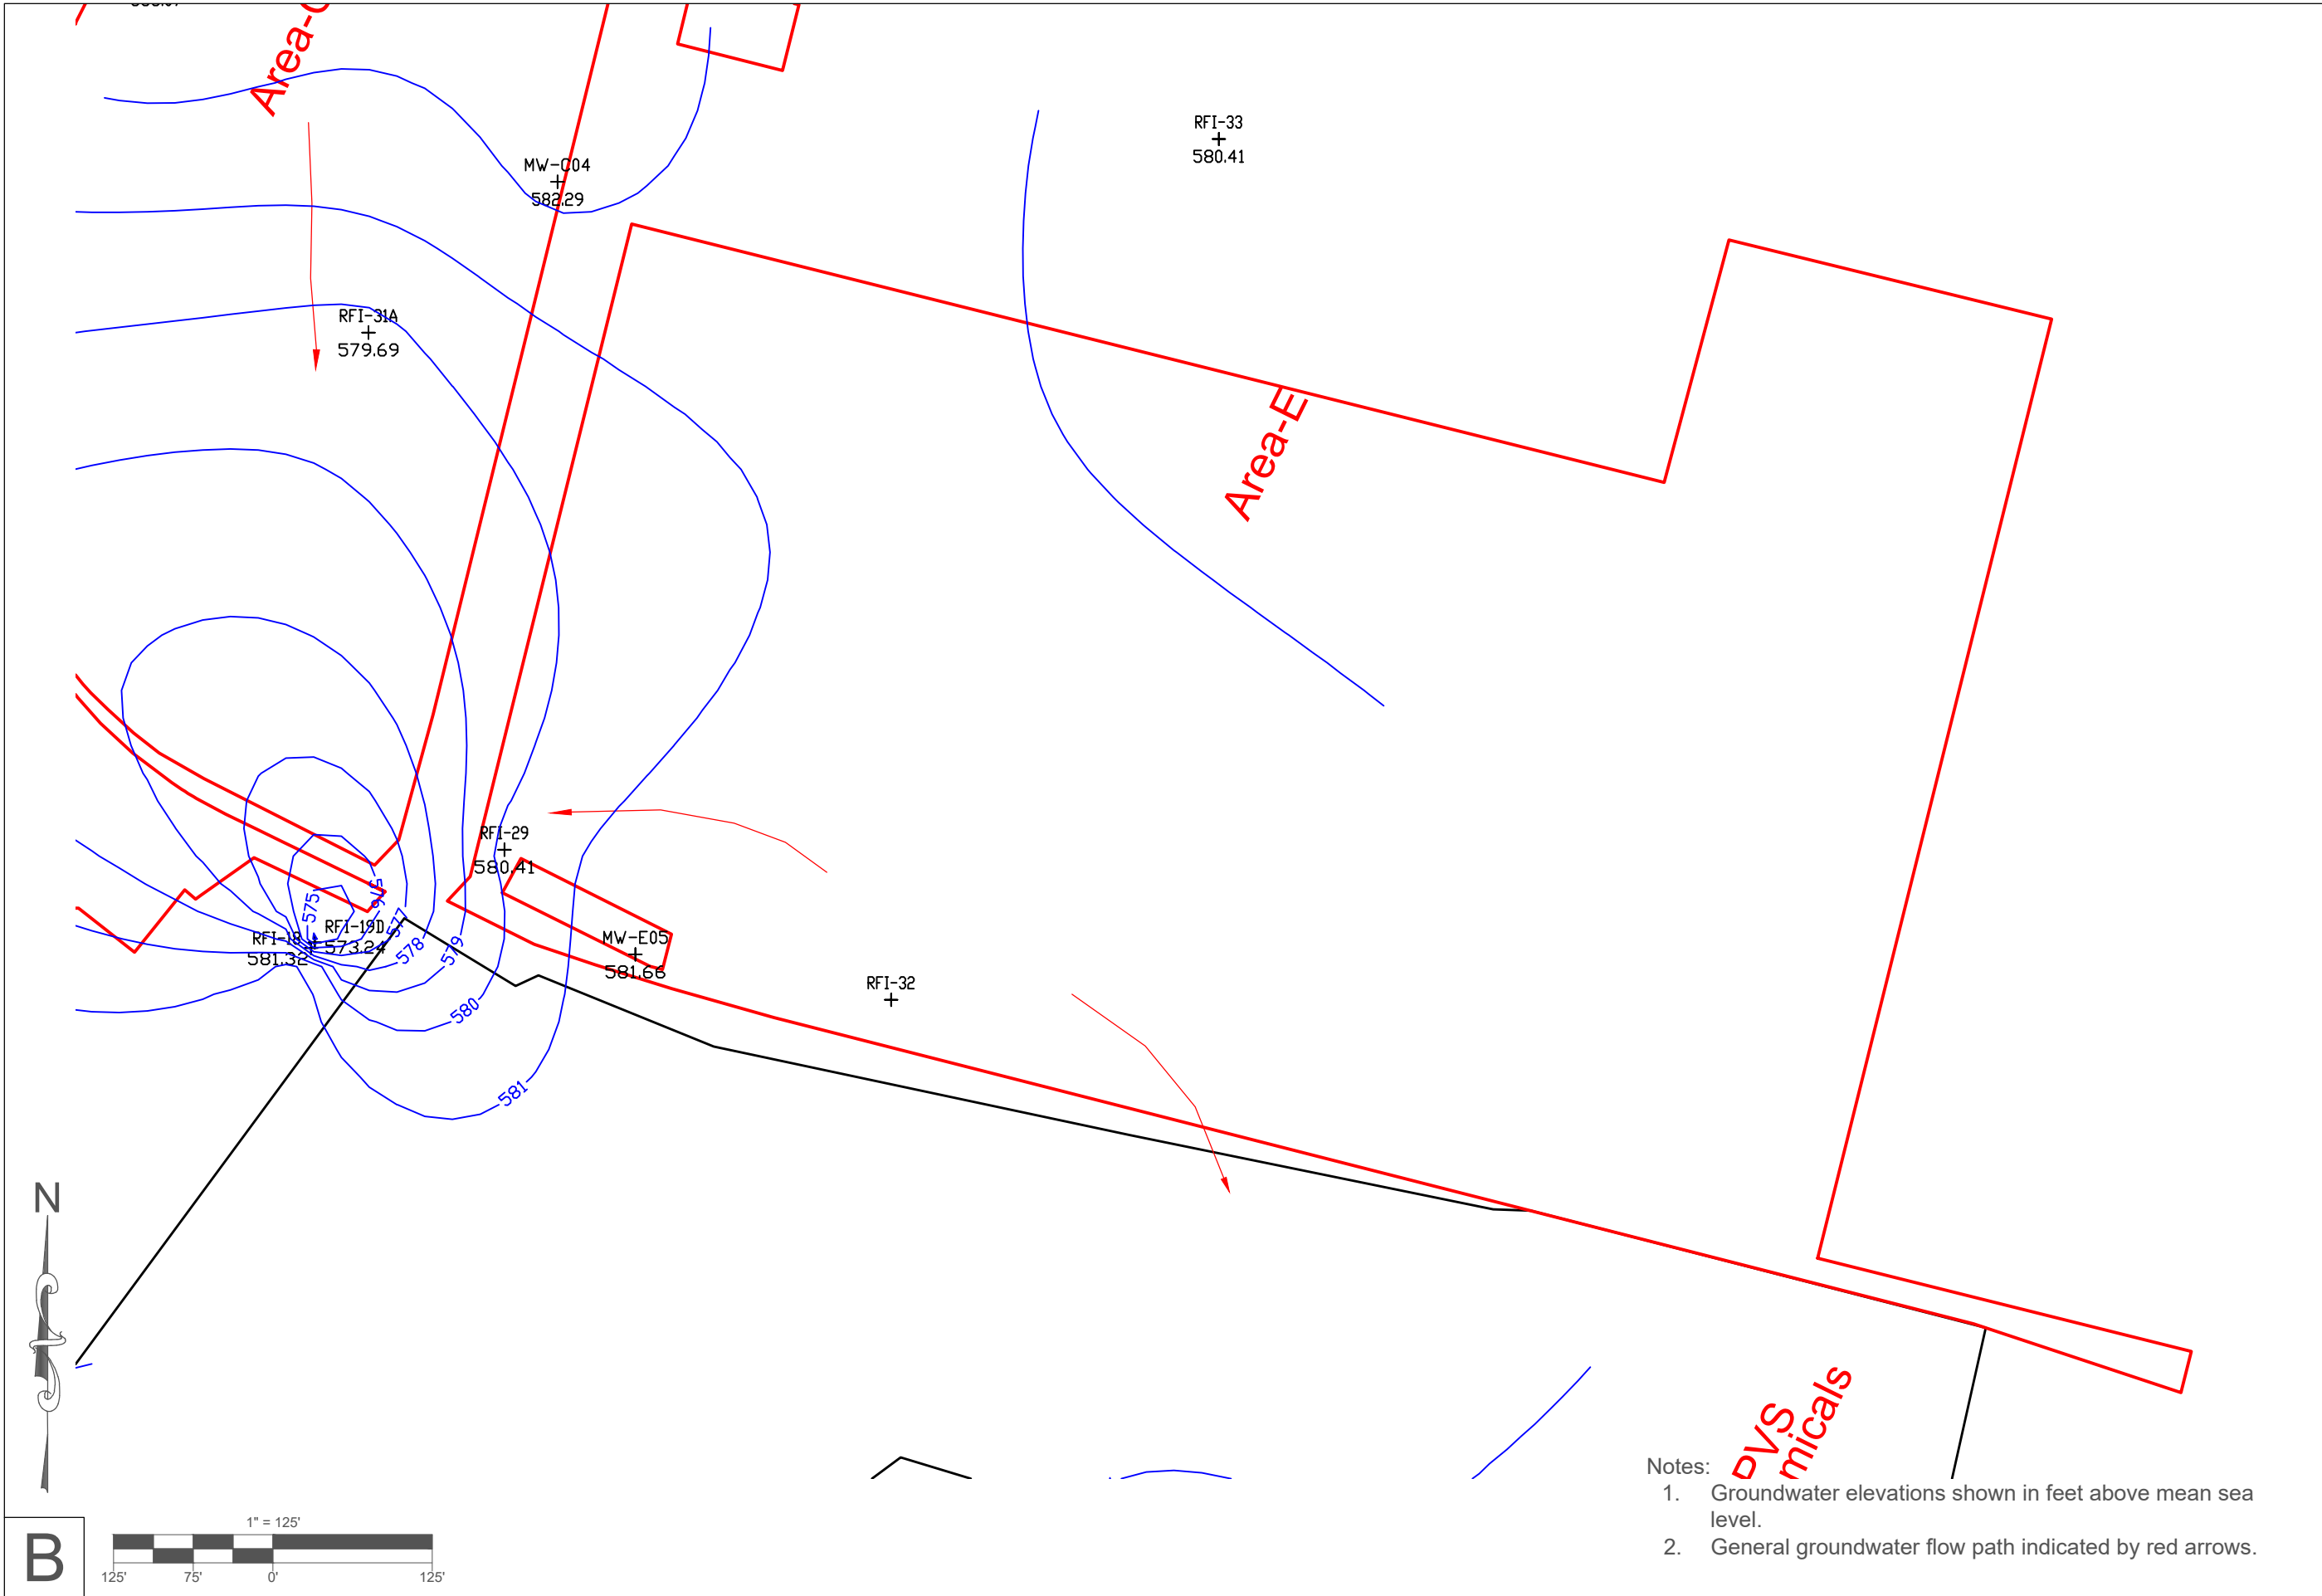 Area-
RFI-33
580.41
MW-C04
582.29
RFI-31A
579.69
Area-E
RFI-29
580.41
575
576
577
578
579
RFI-18
581.32
RFI-19D
573.24
MW-E05
581.66
RFI-32
580
581
N
PVS
micals
Notes:
1. Groundwater elevations shown in feet above mean sea
level.
2. General groundwater flow path indicated by red arrows.
B
1" = 125'
125' 75' 0' 125'